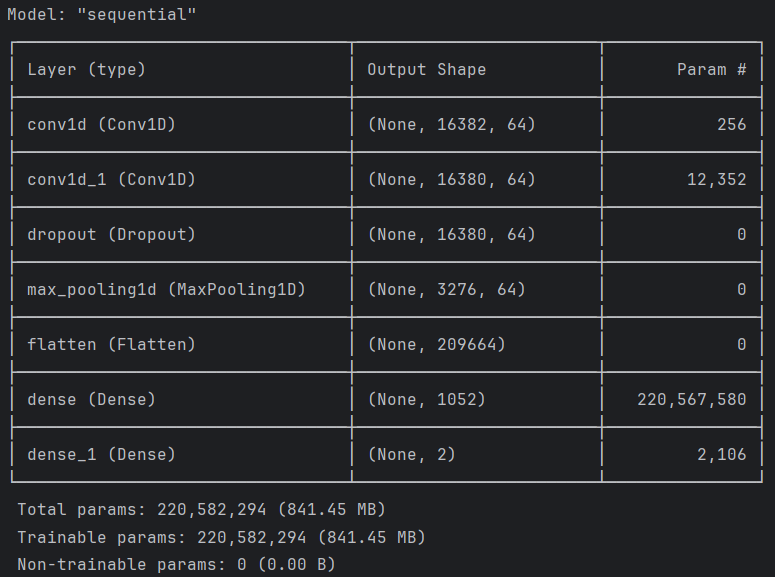 Model: "sequential"
Layer (type) Output Shape Param #
conv1d (Conv1D) (None, 16382, 64) 256
conv1d_1 (Conv1D) (None, 16380, 64) 12,352
dropout (Dropout) (None, 16380, 64) 0
max_pooling1d (MaxPooling1D) (None, 3276, 64) 0
flatten (Flatten) (None, 209664) 0
dense (Dense) (None, 1052) 220,567,580
dense_1 (Dense) (None, 2) 2,106
Total params: 220,582,294 (841.45 MB)
Trainable params: 220,582,294 (841.45 MB)
Non-trainable params: 0 (0.00 B)